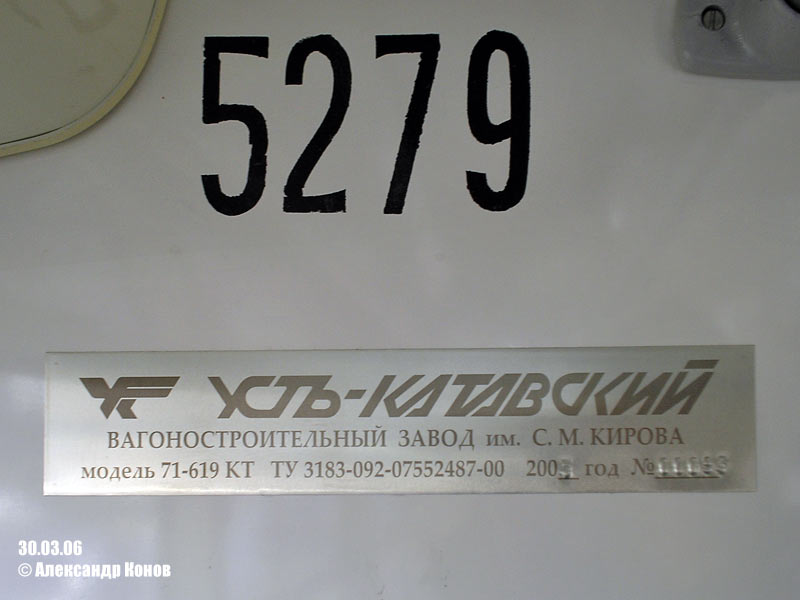 5279
УСТЬ-КАТАВСКИЙ
ВАГОНОСТРОИТЕЛЬНЫЙ ЗАВОД им. С. М. КИРОВА
модель 71-619 КТ ТУ 3183-092-07552487-00 год №
30.03.06
© Александр Конов